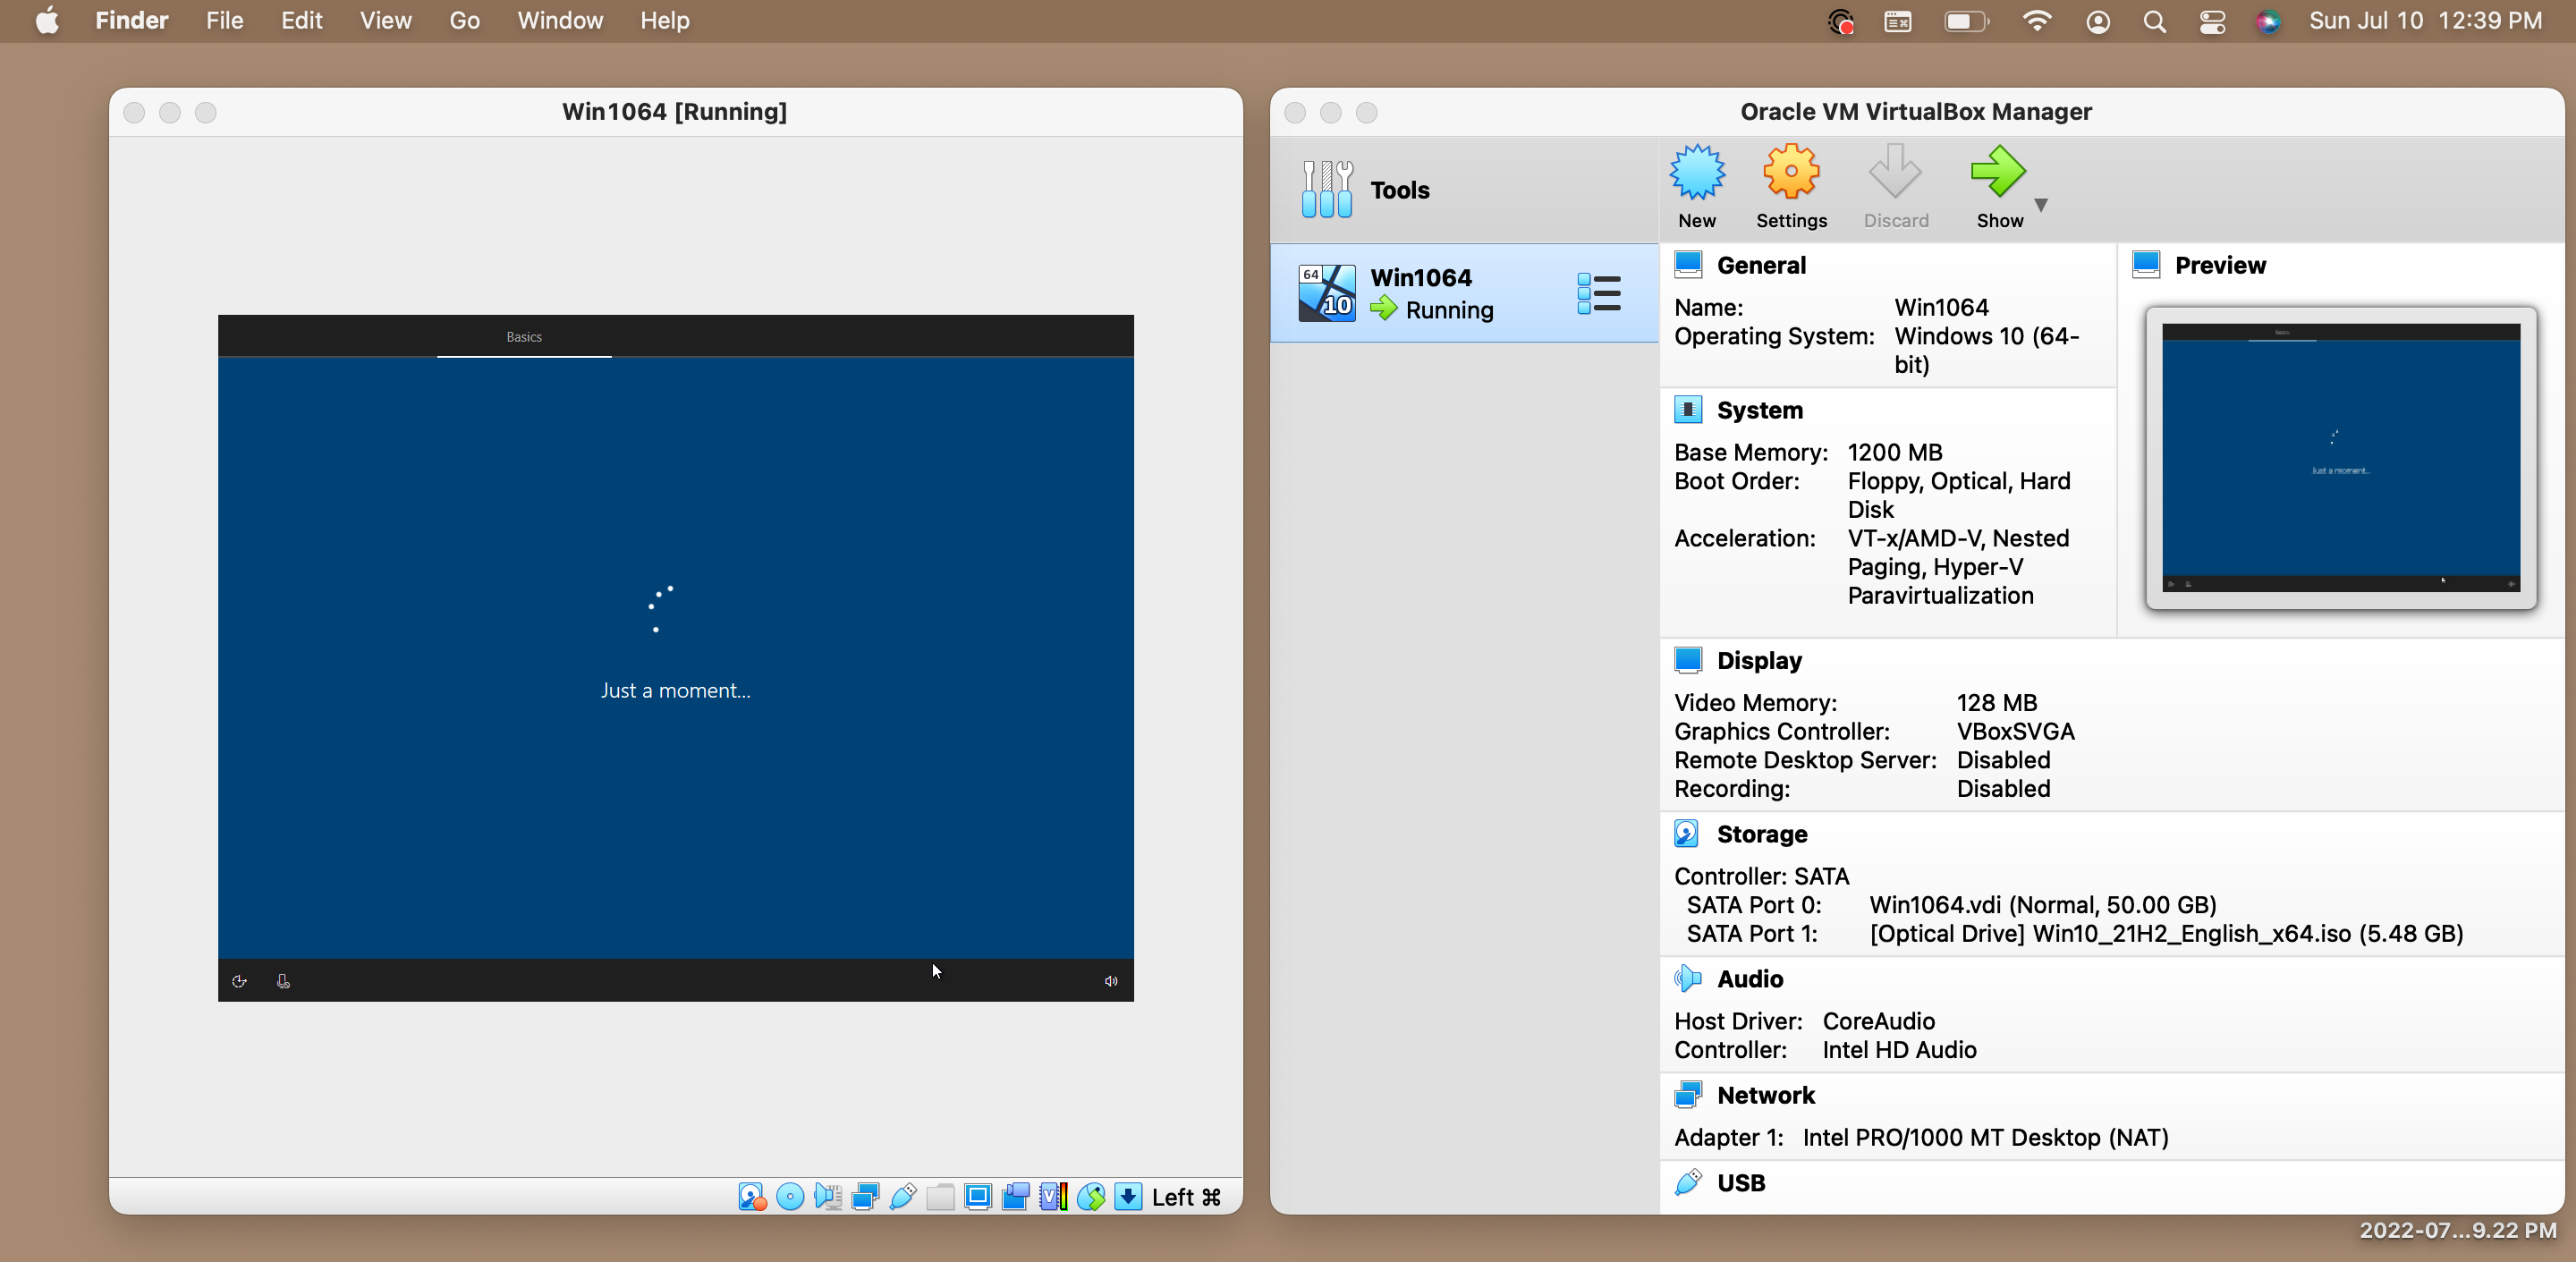 Finder File Edit View Go Window Help Sun Jul 10 12:39 PM
Win1064 [Running]
Basics
Just a moment...
Left ⌘
Oracle VM VirtualBox Manager
Tools
New Settings Discard Show
64
10
Win1064
Running
General
Name: Win1064
Operating System: Windows 10 (64-
bit)
Preview
Basics
Just a moment...
System
Base Memory: 1200 MB
Boot Order: Floppy, Optical, Hard
Disk
Acceleration: VT-x/AMD-V, Nested
Paging, Hyper-V
Paravirtualization
Display
Video Memory: 128 MB
Graphics Controller: VBoxSVGA
Remote Desktop Server: Disabled
Recording: Disabled
Storage
Controller: SATA
SATA Port 0: Win1064.vdi (Normal, 50.00 GB)
SATA Port 1: [Optical Drive] Win10_21H2_English_x64.iso (5.48 GB)
Audio
Host Driver: CoreAudio
Controller: Intel HD Audio
Network
Adapter 1: Intel PRO/1000 MT Desktop (NAT)
USB
2022-07...9.22 PM